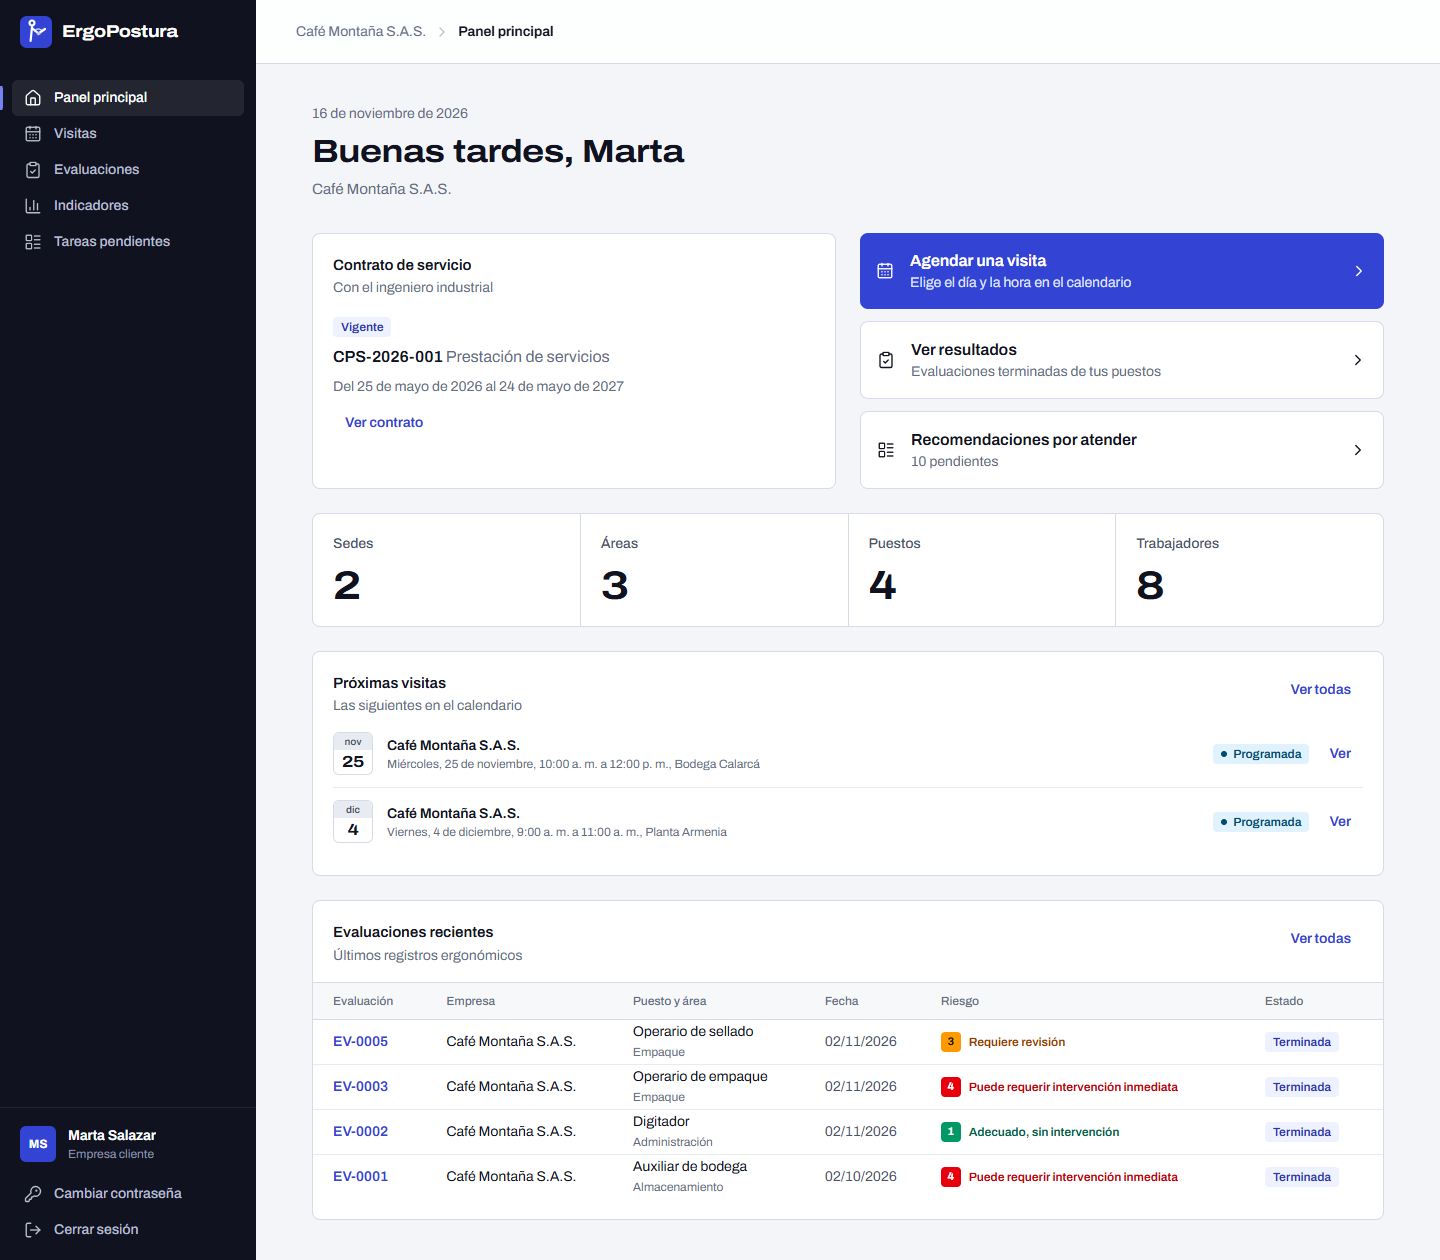 ErgoPostura
Panel principal
Visitas
Evaluaciones
Indicadores
Tareas pendientes
MS
Marta Salazar
Empresa cliente
Cambiar contraseña
Cerrar sesión
Café Montaña S.A.S. > Panel principal
16 de noviembre de 2026
Buenas tardes, Marta
Café Montaña S.A.S.
Contrato de servicio
Con el ingeniero industrial
Vigente
CPS-2026-001 Prestación de servicios
Del 25 de mayo de 2026 al 24 de mayo de 2027
Ver contrato
Agendar una visita
Elige el día y la hora en el calendario
Ver resultados
Evaluaciones terminadas de tus puestos
Recomendaciones por atender
10 pendientes
Sedes
2
Áreas
3
Puestos
4
Trabajadores
8
Próximas visitas
Las siguientes en el calendario
Ver todas
nov
25
Café Montaña S.A.S.
Miércoles, 25 de noviembre, 10:00 a. m. a 12:00 p. m., Bodega Calarcá
Programada
Ver
dic
4
Café Montaña S.A.S.
Viernes, 4 de diciembre, 9:00 a. m. a 11:00 a. m., Planta Armenia
Programada
Ver
Evaluaciones recientes
Últimos registros ergonómicos
Ver todas
Evaluación Empresa Puesto y área Fecha Riesgo Estado
EV-0005 Café Montaña S.A.S. Operario de sellado 02/11/2026 3 Requiere revisión Terminada
Empaque
EV-0003 Café Montaña S.A.S. Operario de empaque 02/11/2026 4 Puede requerir intervención inmediata Terminada
Empaque
EV-0002 Café Montaña S.A.S. Digitador 02/11/2026 1 Adecuado, sin intervención Terminada
Administración
EV-0001 Café Montaña S.A.S. Auxiliar de bodega 02/10/2026 4 Puede requerir intervención inmediata Terminada
Almacenamiento